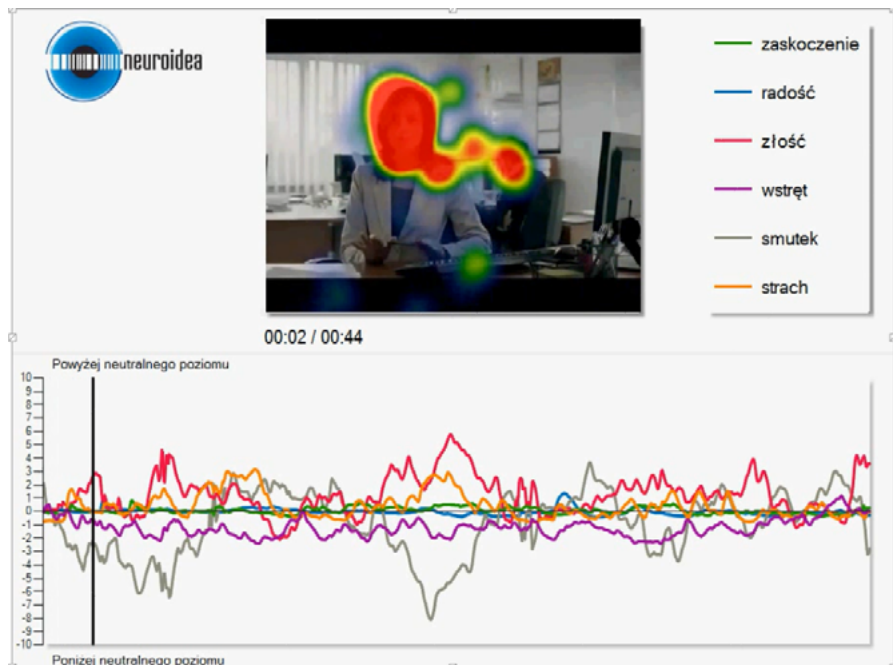 neuroidea
zaskoczenie
radość
złość
wstręt
smutek
strach
00:02 / 00:44
Powyżej neutralnego poziomu
10
9
8
7
6
5
4
3
2
1
0
-1
-2
-3
-4
-5
-6
-7
-8
-9
-10
Poniżej neutralnego poziomu